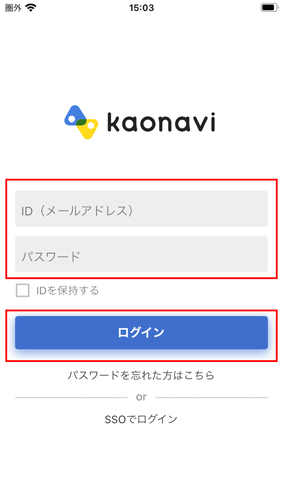 圏外 15:03
kaonavi
ID（メールアドレス）
パスワード
IDを保持する
ログイン
パスワードを忘れた方はこちら
or
SSOでログイン